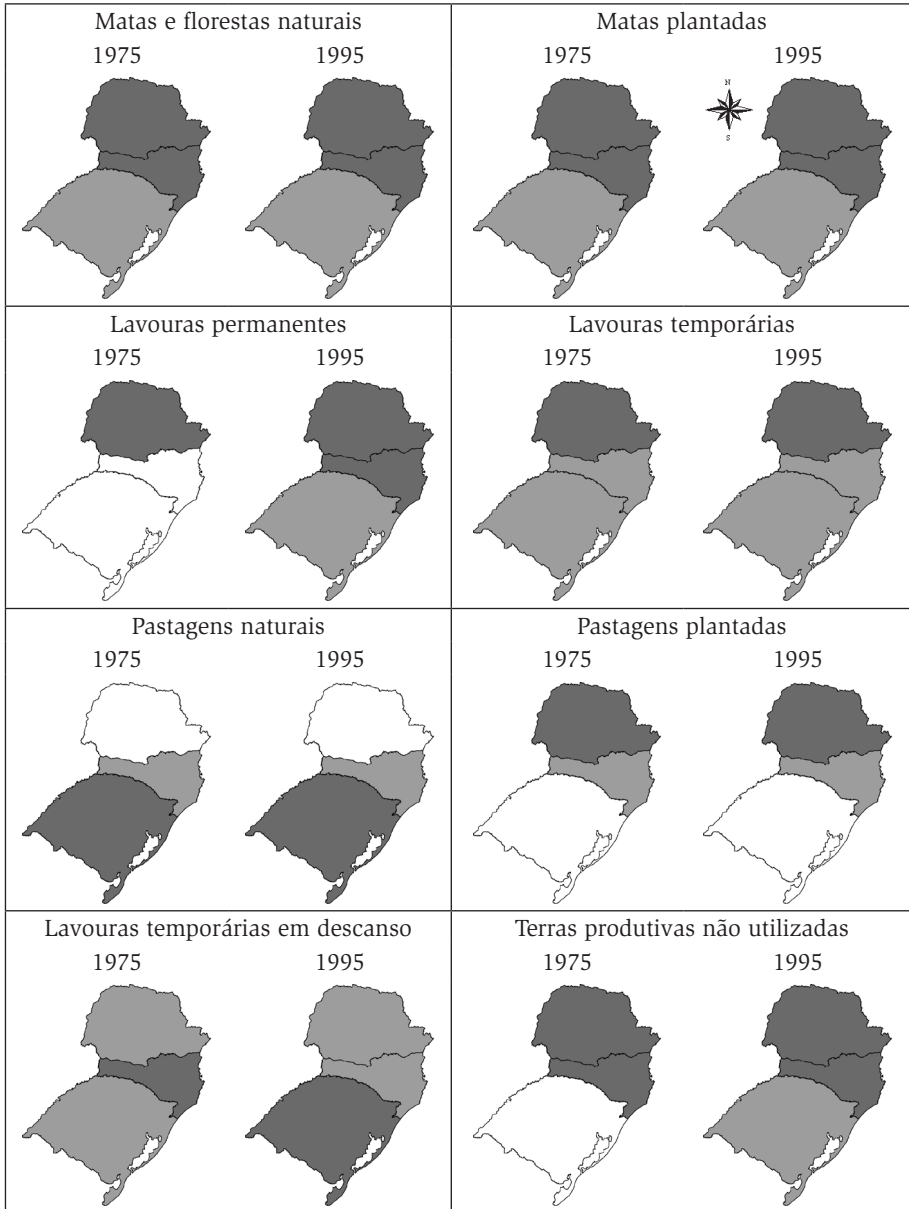 Matas e florestas naturais
1975 1995
Matas plantadas
1975 1995
N
S
Lavouras permanentes
1975 1995
Lavouras temporárias
1975 1995
Pastagens naturais
1975 1995
Pastagens plantadas
1975 1995
Lavouras temporárias em descanso
1975 1995
Terras produtivas não utilizadas
1975 1995